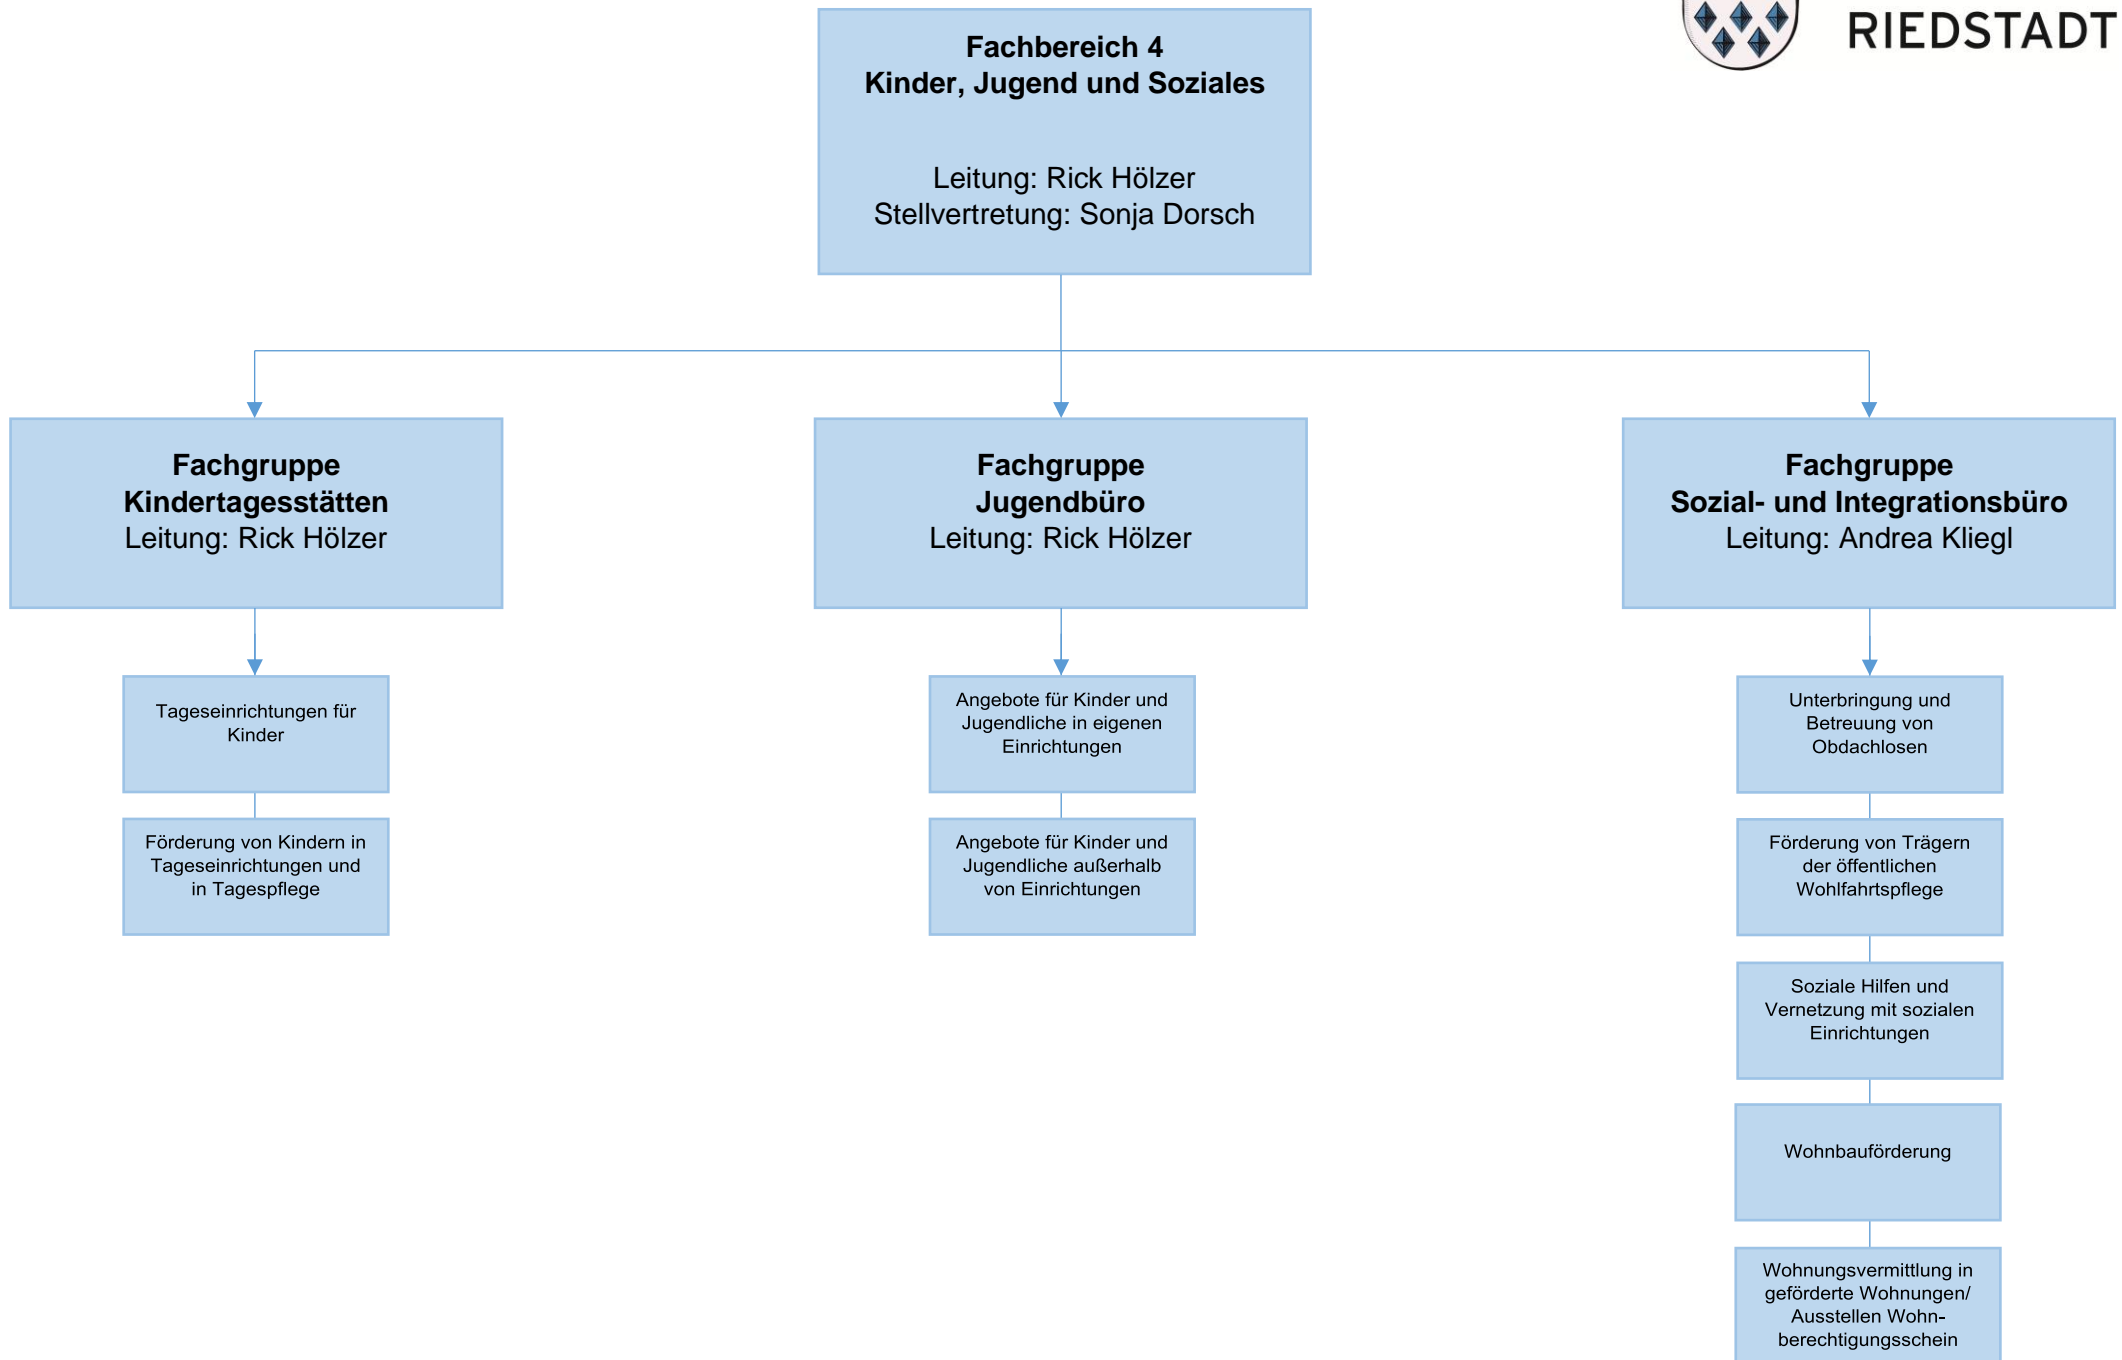 RIEDSTADT
Fachbereich 4
Kinder, Jugend und Soziales
Leitung: Rick Hölzer
Stellvertretung: Sonja Dorsch
Fachgruppe
Kindertagesstätten
Leitung: Rick Hölzer
Tageseinrichtungen für
Kinder
Förderung von Kindern in
Tageseinrichtungen und
in Tagespflege
Fachgruppe
Jugendbüro
Leitung: Rick Hölzer
Angebote für Kinder und
Jugendliche in eigenen
Einrichtungen
Angebote für Kinder und
Jugendliche außerhalb
von Einrichtungen
Fachgruppe
Sozial- und Integrationsbüro
Leitung: Andrea Kliegl
Unterbringung und
Betreuung von
Obdachlosen
Förderung von Trägern
der öffentlichen
Wohlfahrtspflege
Soziale Hilfen und
Vernetzung mit sozialen
Einrichtungen
Wohnbauförderung
Wohnungsvermittlung in
geförderte Wohnungen/
Ausstellen Wohn-
berechtigungsschein